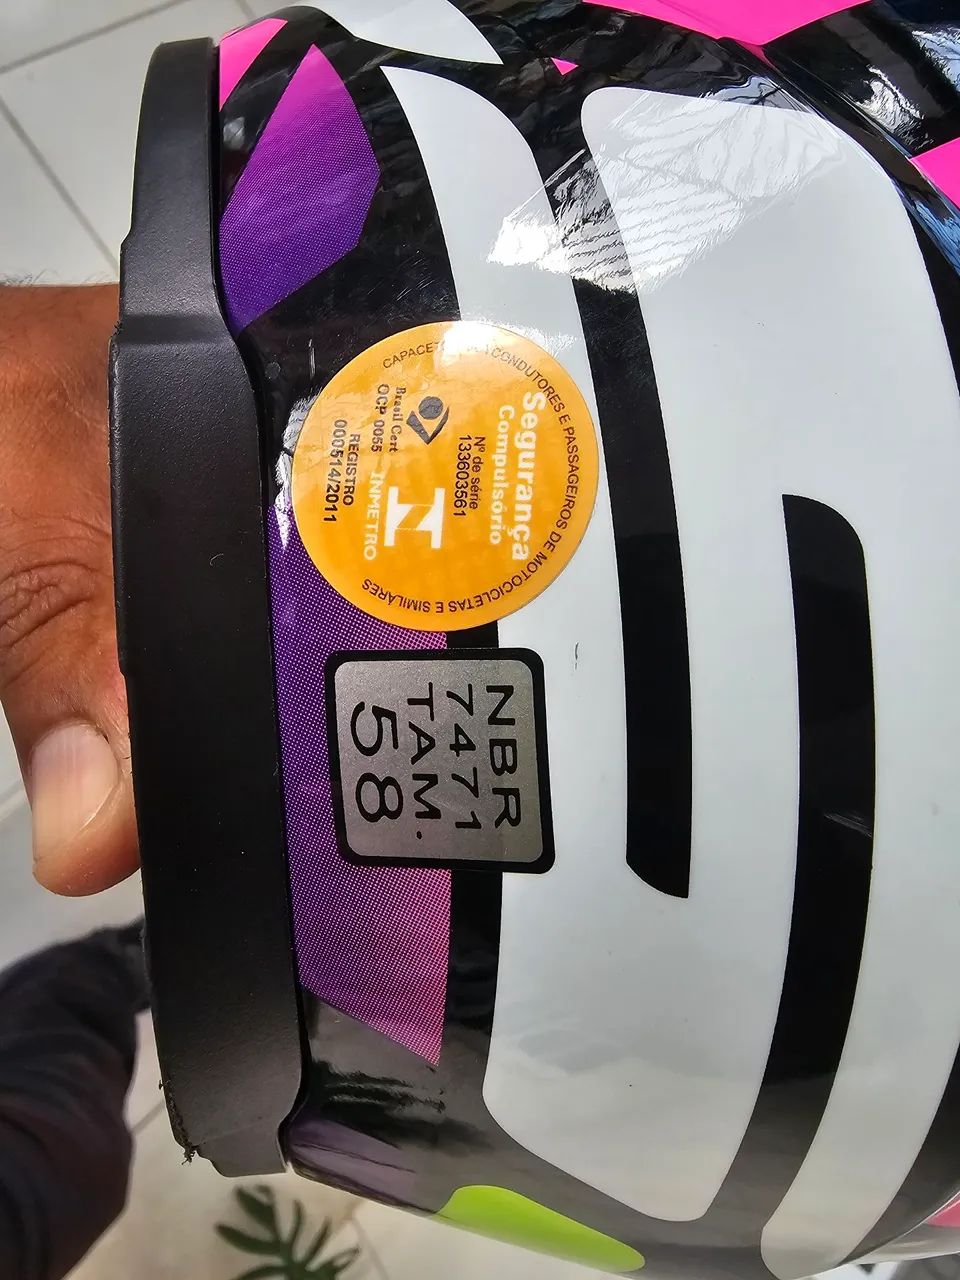 CAPACETE PARA CONDUTORES E PASSAGEIROS DE MOTOCICLETAS E SIMILARES
Segurança
Compulsório
Nº de série
133603561
Brasil Cert
OCP 0055
INMETRO
REGISTRO
000514/2011
NBR
7471
TAM.
58